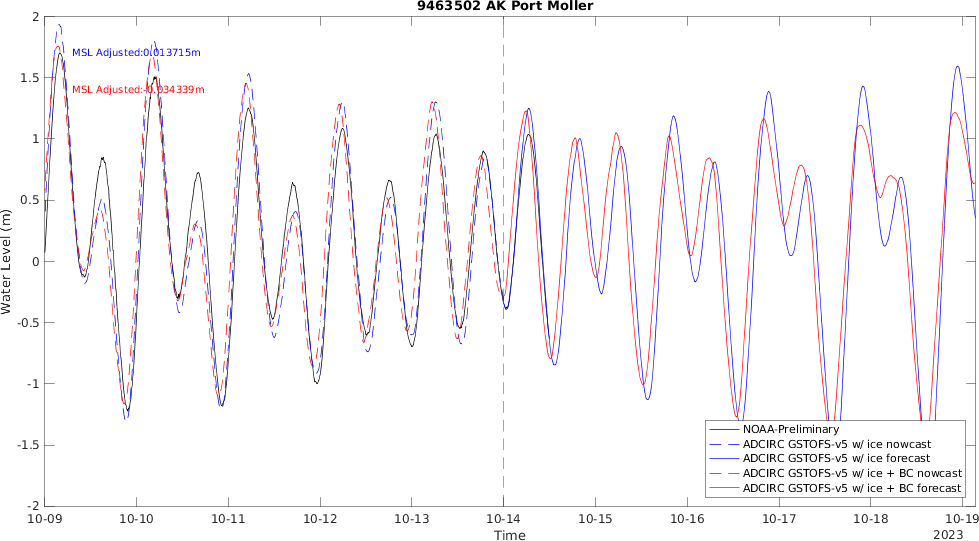 9463502 AK Port Moller
MSL Adjusted:0.013715m
MSL Adjusted:-0.034339m
Water Level (m)
2
1.5
1
0.5
0
-0.5
-1
-1.5
-2
NOAA-Preliminary
ADCIRC GSTOFS-v5 w/ ice nowcast
ADCIRC GSTOFS-v5 w/ ice forecast
ADCIRC GSTOFS-v5 w/ ice + BC nowcast
ADCIRC GSTOFS-v5 w/ ice + BC forecast
10-09 10-10 10-11 10-12 10-13 10-14 10-15 10-16 10-17 10-18 10-19
Time
2023